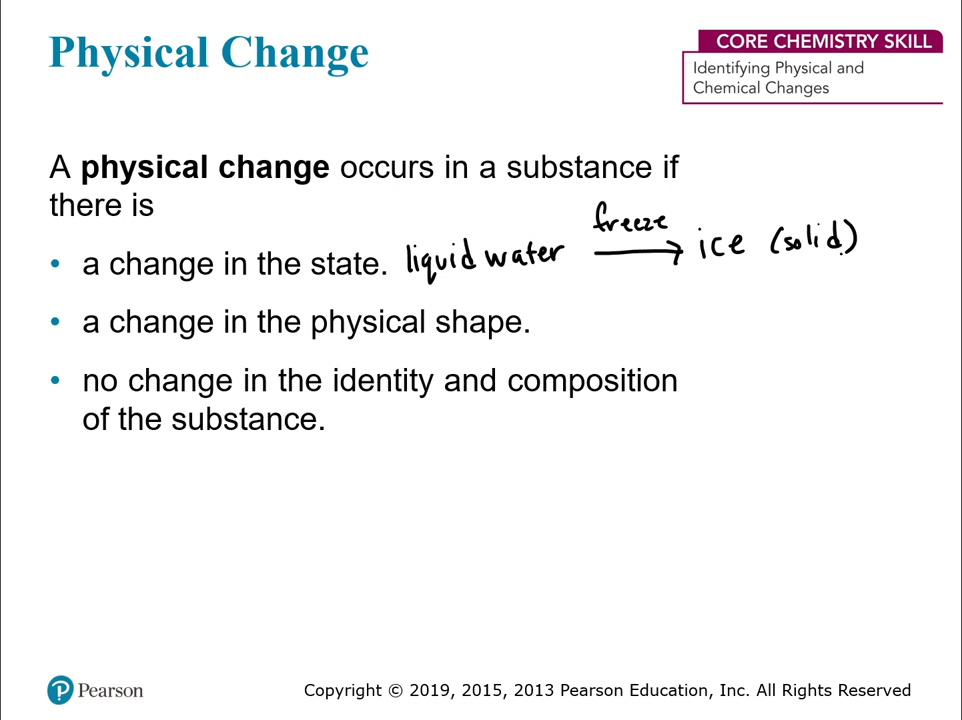 Physical Change
CORE CHEMISTRY SKILL
Identifying Physical and
Chemical Changes
A physical change occurs in a substance if
there is
freeze
• a change in the state. liquid water → ice (solid)
• a change in the physical shape.
• no change in the identity and composition
of the substance.
Pearson
Copyright © 2019, 2015, 2013 Pearson Education, Inc. All Rights Reserved